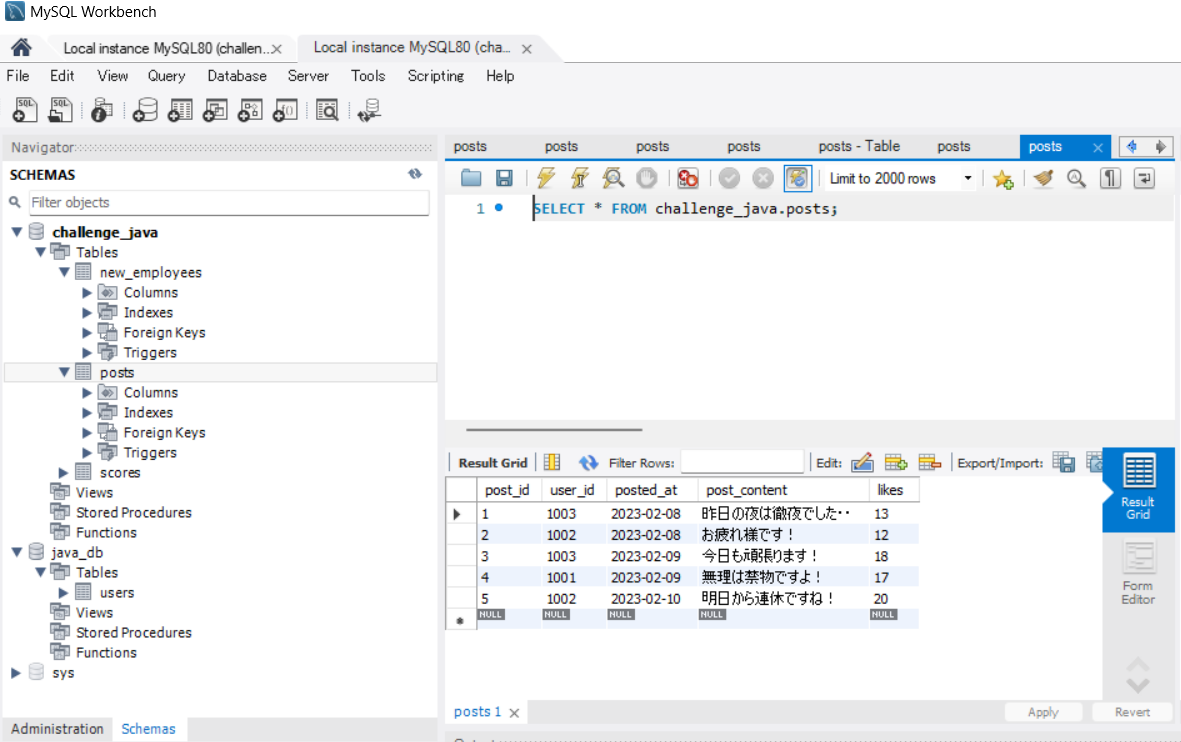 MySQL Workbench
Local instance MySQL80 (challen...
Local instance MySQL80 (cha...
File Edit View Query Database Server Tools Scripting Help
Navigator
SCHEMAS
Filter objects
challenge_java
Tables
new_employees
Columns
Indexes
Foreign Keys
Triggers
posts
Columns
Indexes
Foreign Keys
Triggers
scores
Views
Stored Procedures
Functions
java_db
Tables
users
Views
Stored Procedures
Functions
sys
Administration Schemas
posts posts posts posts posts - Table posts posts
Limit to 2000 rows
1 SELECT * FROM challenge_java.posts;
Result Grid Filter Rows: Edit: Export/Import:
post_id user_id posted_at post_content likes
1 1003 2023-02-08 昨日の夜は徹夜でした・・ 13
2 1002 2023-02-08 お疲れ様です！ 12
3 1003 2023-02-09 今日も頑張ります！ 18
4 1001 2023-02-09 無理は禁物ですよ！ 17
5 1002 2023-02-10 明日から連休ですね！ 20
NULL NULL NULL NULL NULL
Result
Grid
Form
Editor
posts 1
Apply Revert